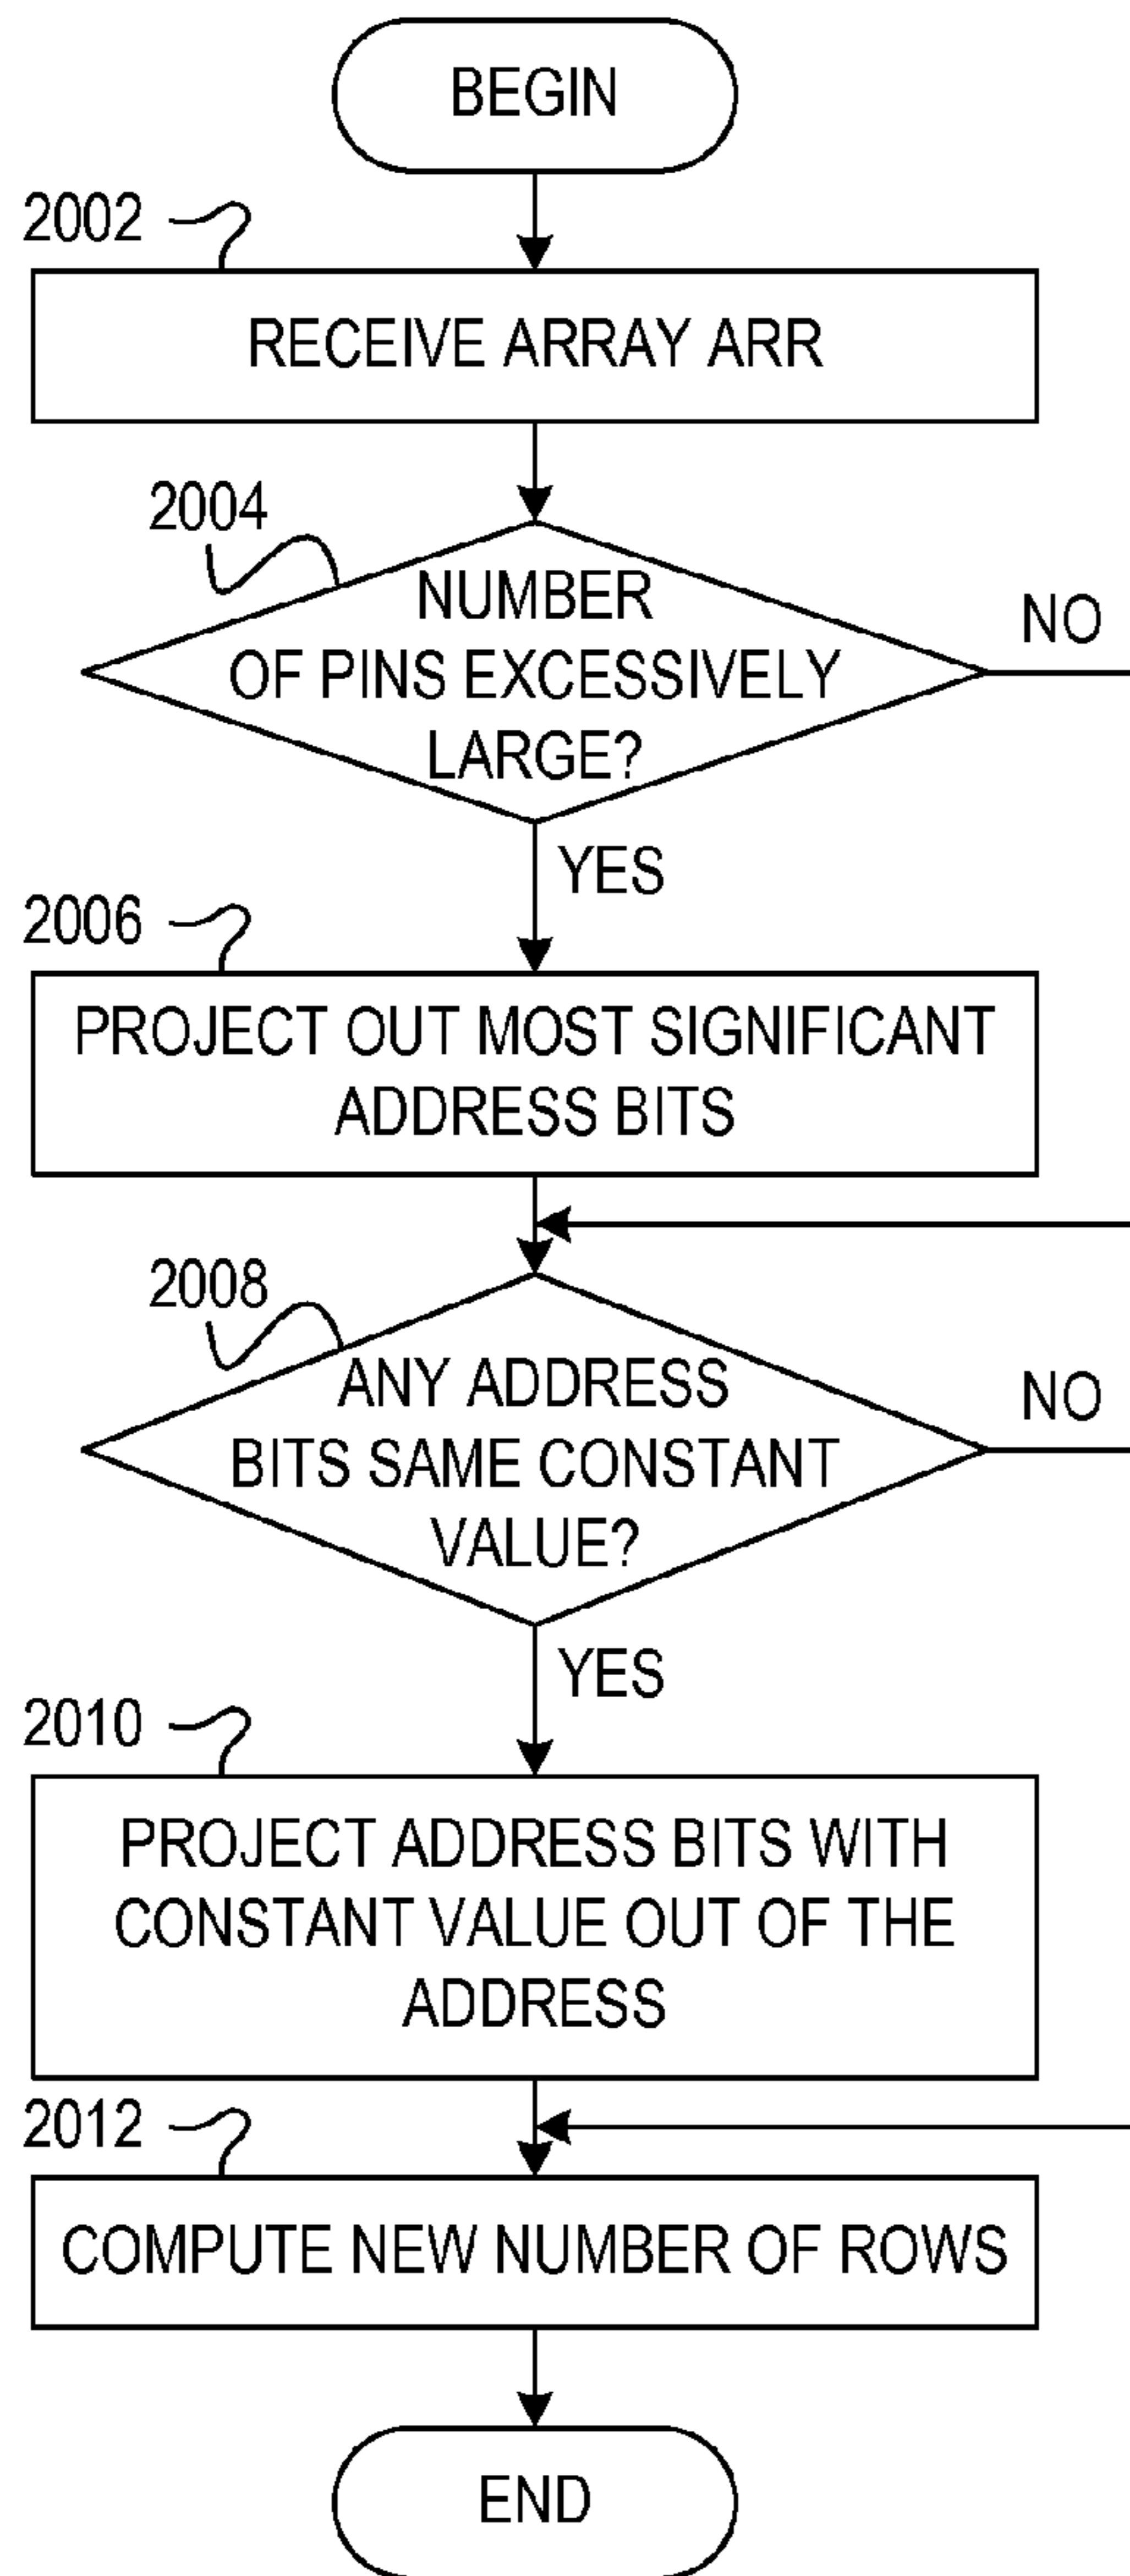 BEGIN
2002
RECEIVE ARRAY ARR
2004
NUMBER
OF PINS EXCESSIVELY
LARGE?
NO
YES
2006
PROJECT OUT MOST SIGNIFICANT
ADDRESS BITS
2008
ANY ADDRESS
BITS SAME CONSTANT
VALUE?
NO
YES
2010
PROJECT ADDRESS BITS WITH
CONSTANT VALUE OUT OF THE
ADDRESS
2012
COMPUTE NEW NUMBER OF ROWS
END